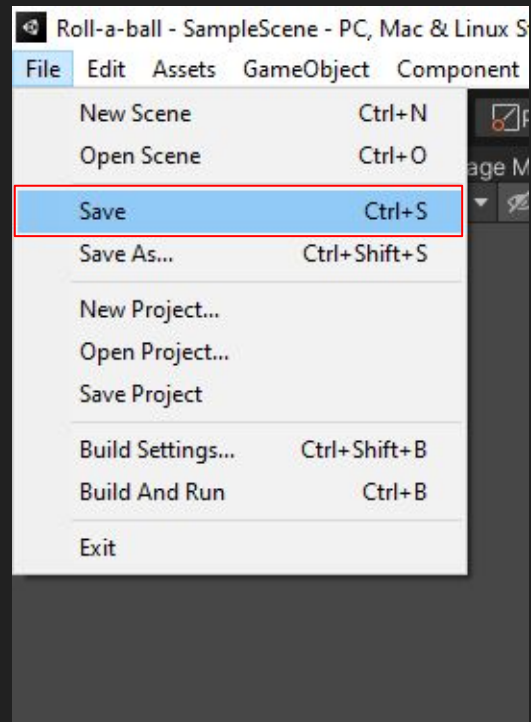 Roll-a-ball - SampleScene - PC, Mac & Linux S
File Edit Assets GameObject Component
New Scene Ctrl+N
Open Scene Ctrl+O
age M
Save Ctrl+S
Save As... Ctrl+Shift+S
New Project...
Open Project...
Save Project
Build Settings... Ctrl+Shift+B
Build And Run Ctrl+B
Exit